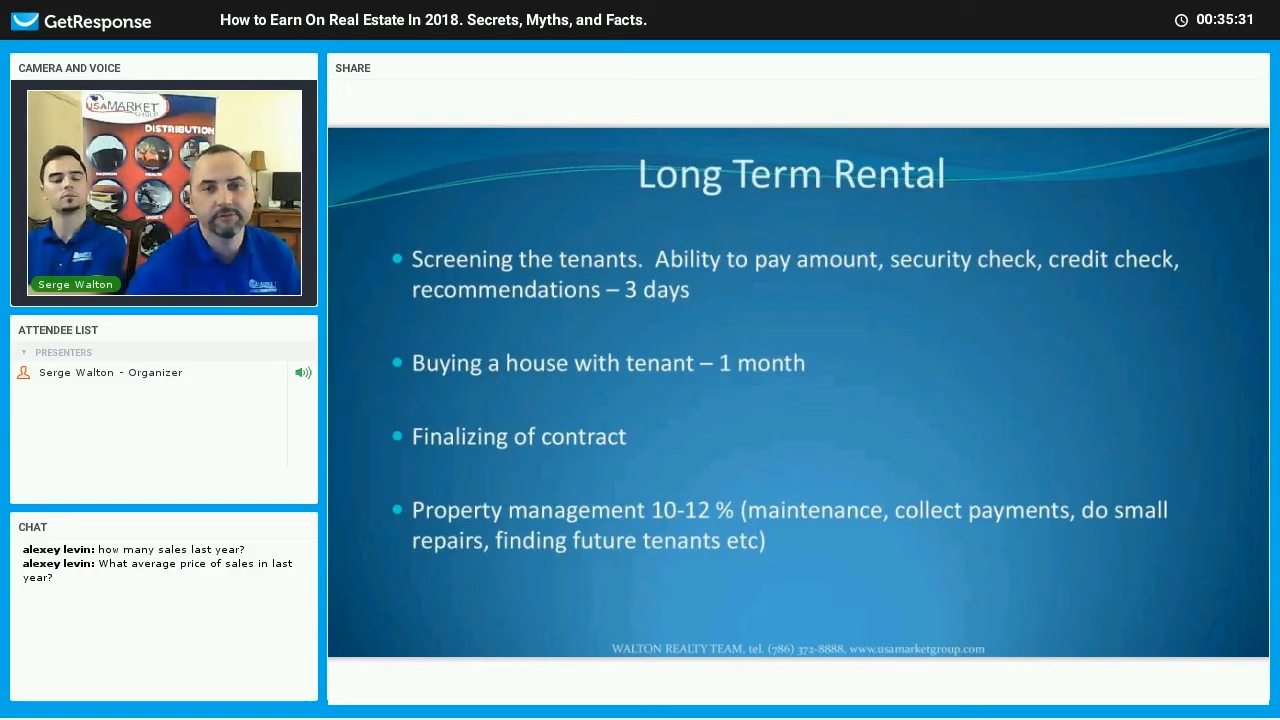 GetResponse
How to Earn On Real Estate In 2018. Secrets, Myths, and Facts.
00:35:31
CAMERA AND VOICE
USAMARKET
GROUP
DISTRIBUTION
Serge Walton
ATTENDEE LIST
PRESENTERS
Serge Walton - Organizer
CHAT
alexey levin: how many sales last year?
alexey levin: What average price of sales in last
year?
SHARE
Long Term Rental
• Screening the tenants. Ability to pay amount, security check, credit check,
recommendations – 3 days
• Buying a house with tenant – 1 month
• Finalizing of contract
• Property management 10-12 % (maintenance, collect payments, do small
repairs, finding future tenants etc)
WALTON REALTY TEAM, tel. (786) 372-8888, www.usamarketgroup.com